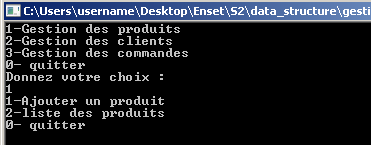 C:\Users\username\Desktop\Enset\S2\data_structure\gesti
1-Gestion des produits
2-Gestion des clients
3-Gestion des commandes
0- quitter
Donnez votre choix :
1
1-Ajouter un produit
2-liste des produits
0- quitter